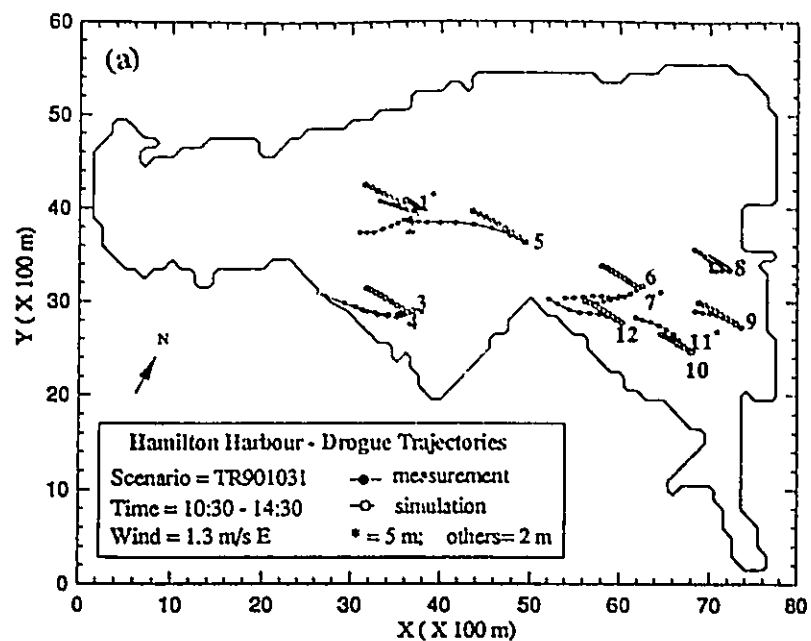 (a)
60
50
40
30
20
10
0
Y ( X 100 m)
1*
5
3
4
6
7
8
9
12
11*
10
N
Hamilton Harbour - Drogue Trajectories
Scenario = TR901031
measurement
Time = 10:30 - 14:30
simulation
Wind = 1.3 m/s E
* = 5 m; others= 2 m
0 10 20 30 40 50 60 70 80
X ( X 100 m)